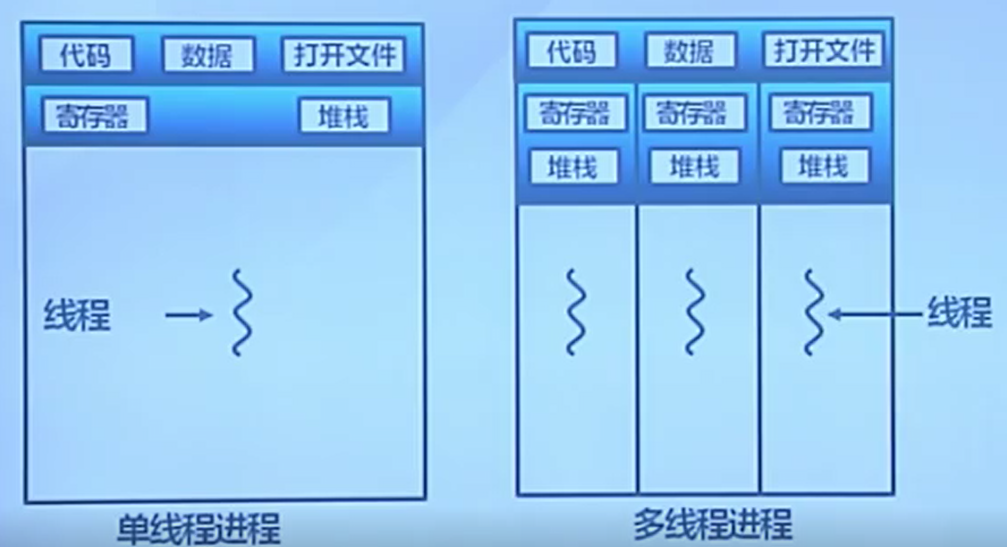 代码 数据 打开文件
寄存器 堆栈
线程
单线程进程
代码 数据 打开文件
寄存器 寄存器 寄存器
堆栈 堆栈 堆栈
线程
多线程进程